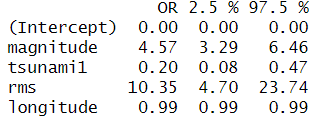 OR 2.5 % 97.5 %
(Intercept) 0.00 0.00 0.00
magnitude 4.57 3.29 6.46
tsunami1 0.20 0.08 0.47
rms 10.35 4.70 23.74
longitude 0.99 0.99 0.99